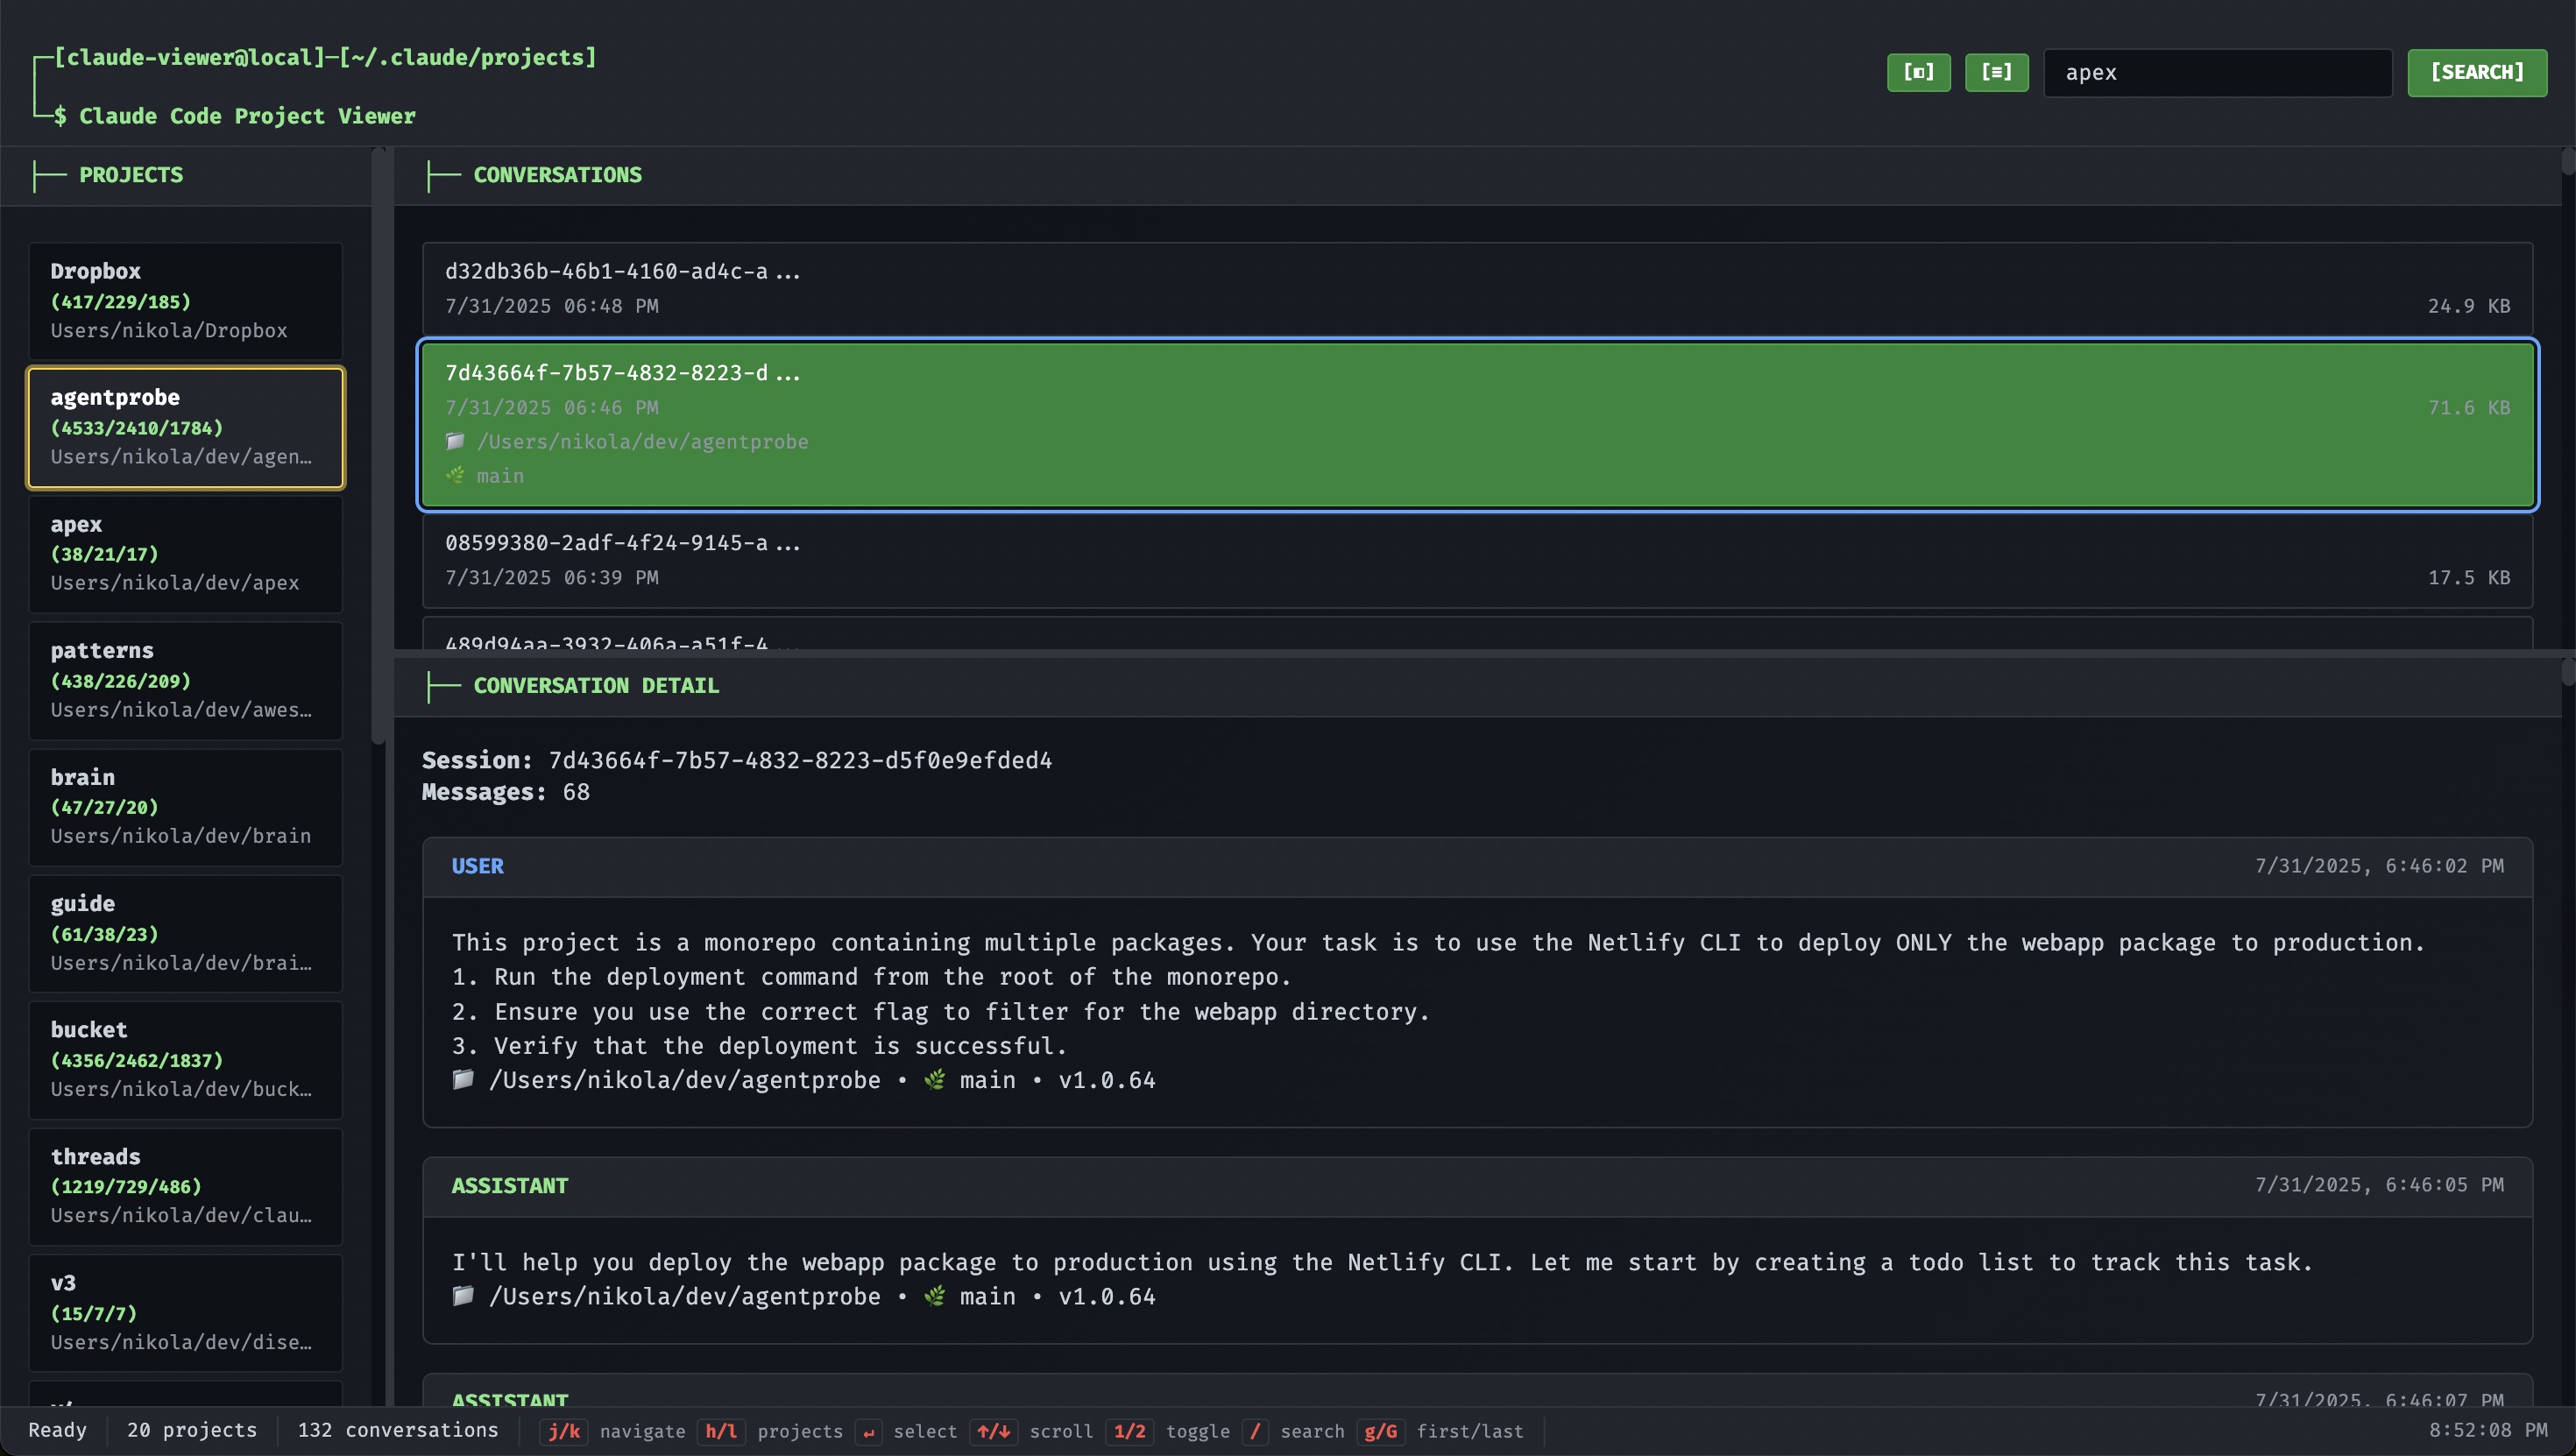 ┌─[claude-viewer@local]─[~/.claude/projects]
└─$ Claude Code Project Viewer
[◧] [≡] apex [SEARCH]
├── PROJECTS
Dropbox
(417/229/185)
Users/nikola/Dropbox
agentprobe
(4533/2410/1784)
Users/nikola/dev/agen…
apex
(38/21/17)
Users/nikola/dev/apex
patterns
(438/226/209)
Users/nikola/dev/awes…
brain
(47/27/20)
Users/nikola/dev/brain
guide
(61/38/23)
Users/nikola/dev/brai…
bucket
(4356/2462/1837)
Users/nikola/dev/buck…
threads
(1219/729/486)
Users/nikola/dev/clau…
v3
(15/7/7)
Users/nikola/dev/dise…
├── CONVERSATIONS
d32db36b-46b1-4160-ad4c-a...
7/31/2025 06:48 PM 24.9 KB
7d43664f-7b57-4832-8223-d...
7/31/2025 06:46 PM 71.6 KB
📁 /Users/nikola/dev/agentprobe
🌿 main
08599380-2adf-4f24-9145-a...
7/31/2025 06:39 PM 17.5 KB
489d94aa-3932-406a-a51f-4...
├── CONVERSATION DETAIL
Session: 7d43664f-7b57-4832-8223-d5f0e9efded4
Messages: 68
USER 7/31/2025, 6:46:02 PM
This project is a monorepo containing multiple packages. Your task is to use the Netlify CLI to deploy ONLY the webapp package to production.
1. Run the deployment command from the root of the monorepo.
2. Ensure you use the correct flag to filter for the webapp directory.
3. Verify that the deployment is successful.
📁 /Users/nikola/dev/agentprobe • 🌿 main • v1.0.64
ASSISTANT 7/31/2025, 6:46:05 PM
I'll help you deploy the webapp package to production using the Netlify CLI. Let me start by creating a todo list to track this task.
📁 /Users/nikola/dev/agentprobe • 🌿 main • v1.0.64
ASSISTANT 7/31/2025, 6:46:07 PM
Ready 20 projects 132 conversations j/k navigate h/l projects ↵ select ↑/↓ scroll 1/2 toggle / search g/G first/last 8:52:08 PM